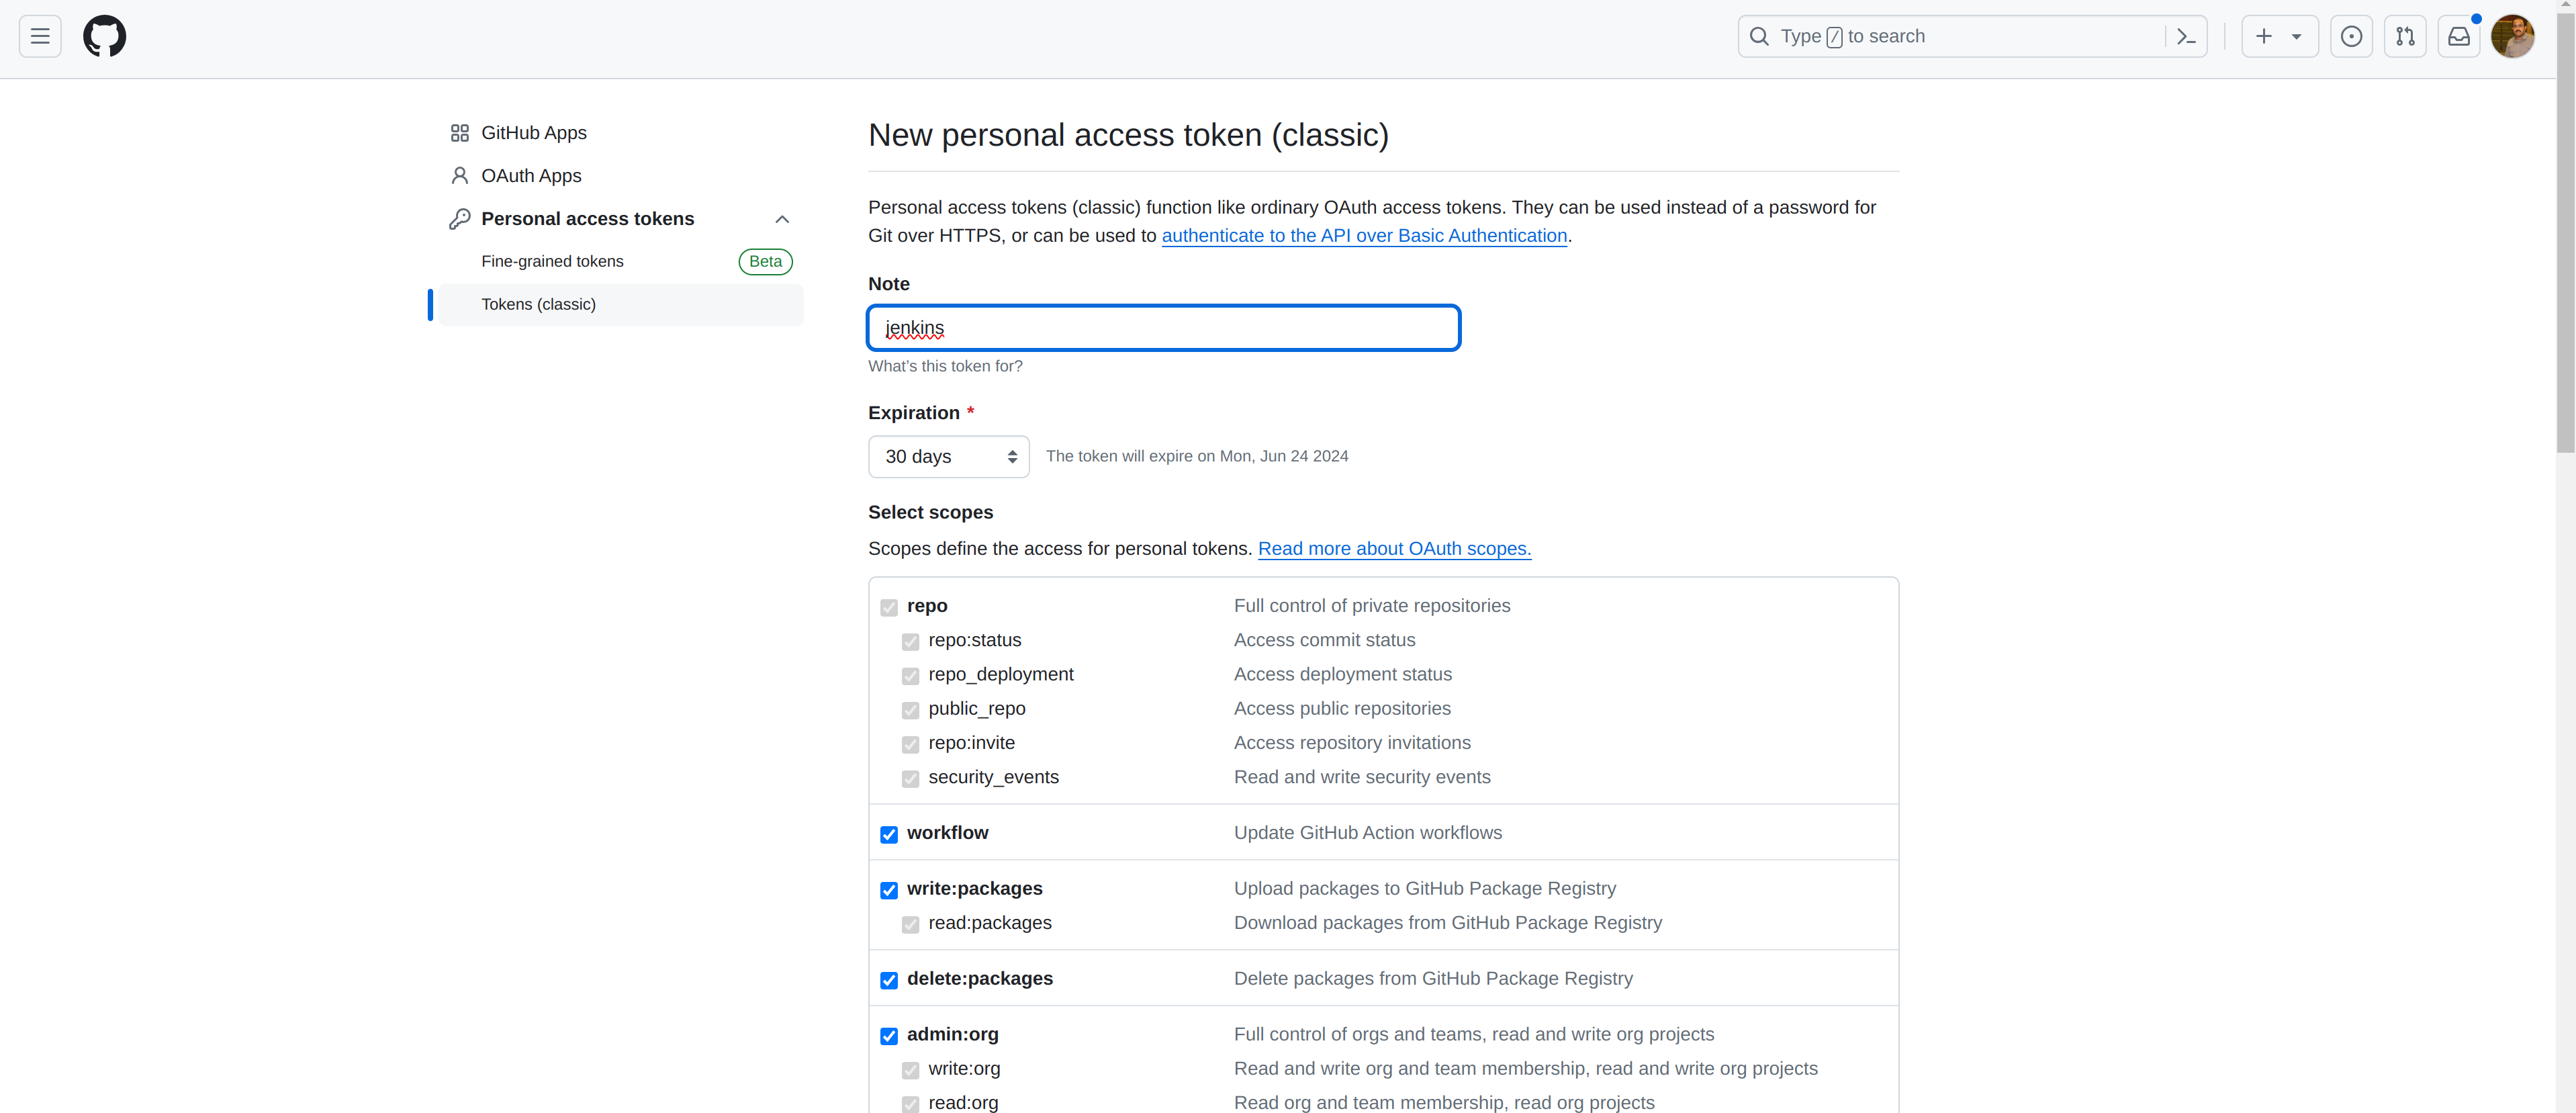 Type / to search
GitHub Apps
OAuth Apps
Personal access tokens
Fine-grained tokens Beta
Tokens (classic)
New personal access token (classic)
Personal access tokens (classic) function like ordinary OAuth access tokens. They can be used instead of a password for
Git over HTTPS, or can be used to authenticate to the API over Basic Authentication.
Note
jenkins
What's this token for?
Expiration *
30 days The token will expire on Mon, Jun 24 2024
Select scopes
Scopes define the access for personal tokens. Read more about OAuth scopes.
repo Full control of private repositories
repo:status Access commit status
repo_deployment Access deployment status
public_repo Access public repositories
repo:invite Access repository invitations
security_events Read and write security events
workflow Update GitHub Action workflows
write:packages Upload packages to GitHub Package Registry
read:packages Download packages from GitHub Package Registry
delete:packages Delete packages from GitHub Package Registry
admin:org Full control of orgs and teams, read and write org projects
write:org Read and write org and team membership, read and write org projects
read:org Read org and team membership, read org projects